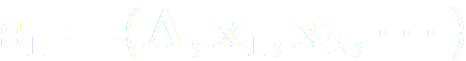 s₁ = (Δ, x₁, x₂, ⋯)